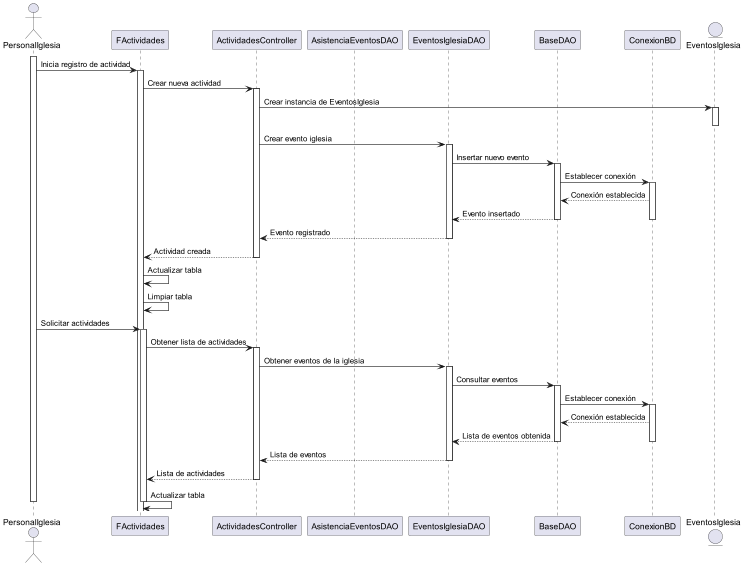 PersonalIglesia
FActividades
ActividadesController
AsistenciaEventosDAO
EventosIglesiaDAO
BaseDAO
ConexionBD
EventosIglesia
Inicia registro de actividad
Crear nueva actividad
Crear instancia de EventosIglesia
Crear evento iglesia
Insertar nuevo evento
Establecer conexión
Conexión establecida
Evento insertado
Evento registrado
Actividad creada
Actualizar tabla
Limpiar tabla
Solicitar actividades
Obtener lista de actividades
Obtener eventos de la iglesia
Consultar eventos
Establecer conexión
Conexión establecida
Lista de eventos obtenida
Lista de eventos
Lista de actividades
Actualizar tabla
PersonalIglesia
FActividades
ActividadesController
AsistenciaEventosDAO
EventosIglesiaDAO
BaseDAO
ConexionBD
EventosIglesia